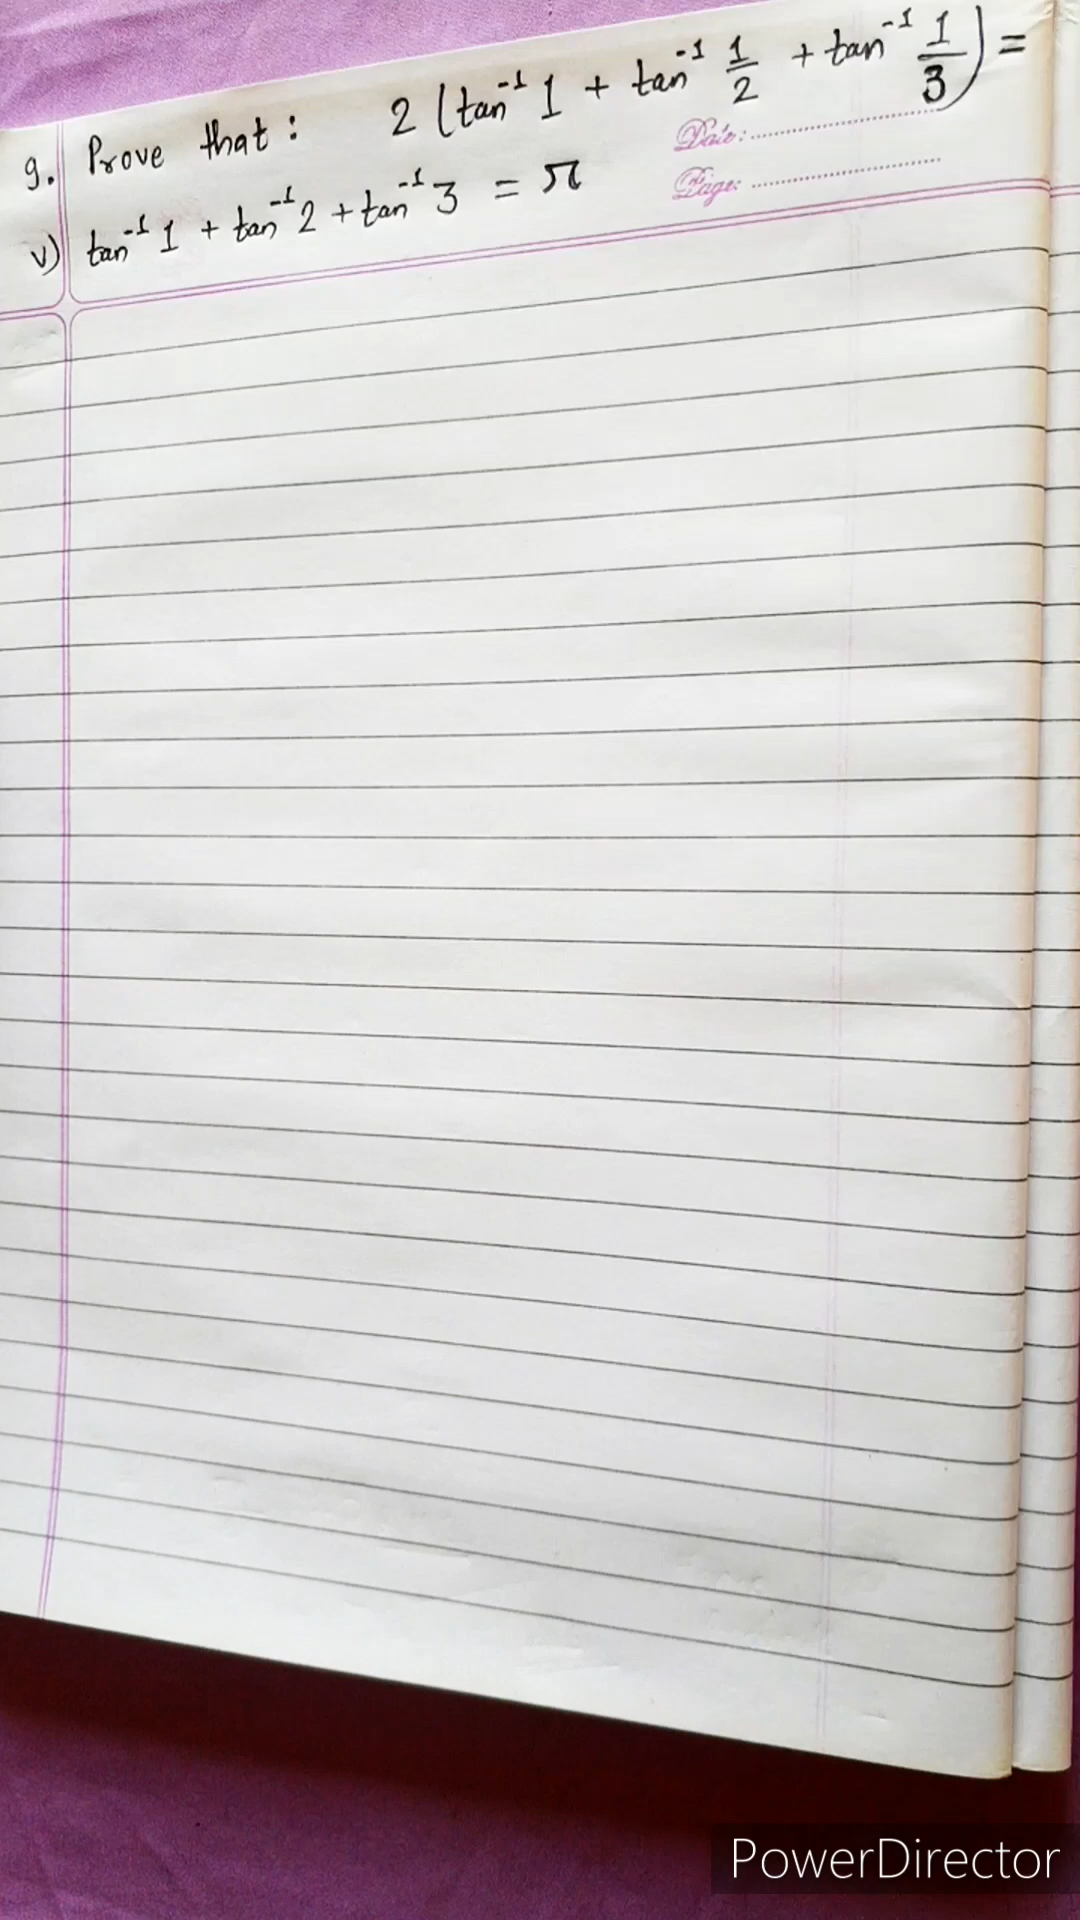 9. Prove that : 2 (tan⁻¹ 1 + tan⁻¹ 1/2 + tan⁻¹ 1/3) =
Date:
v) tan⁻¹ 1 + tan⁻¹ 2 + tan⁻¹ 3 = π
Page:
PowerDirector